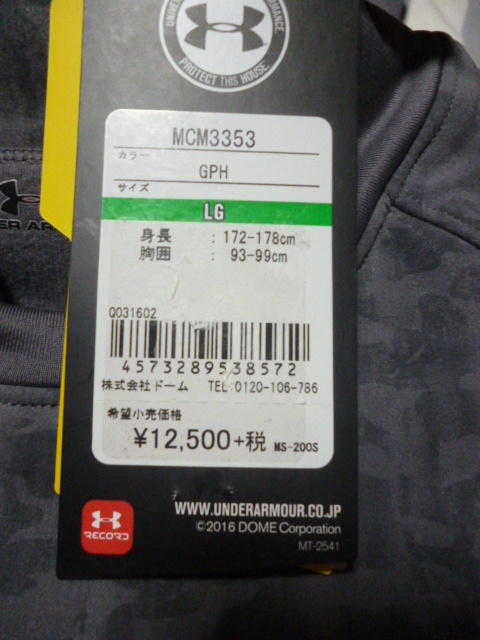 PROTECT THIS HOUSE.
MCM3353
カラー
GPH
サイズ
LG
身長 : 172-178cm
胸囲 : 93-99cm
Q031602
4573289538572
株式会社ドーム TEL:0120-106-786
希望小売価格
¥12,500+税 MS-200S
WWW.UNDERARMOUR.CO.JP
©2016 DOME Corporation
MT-2541
RECORD